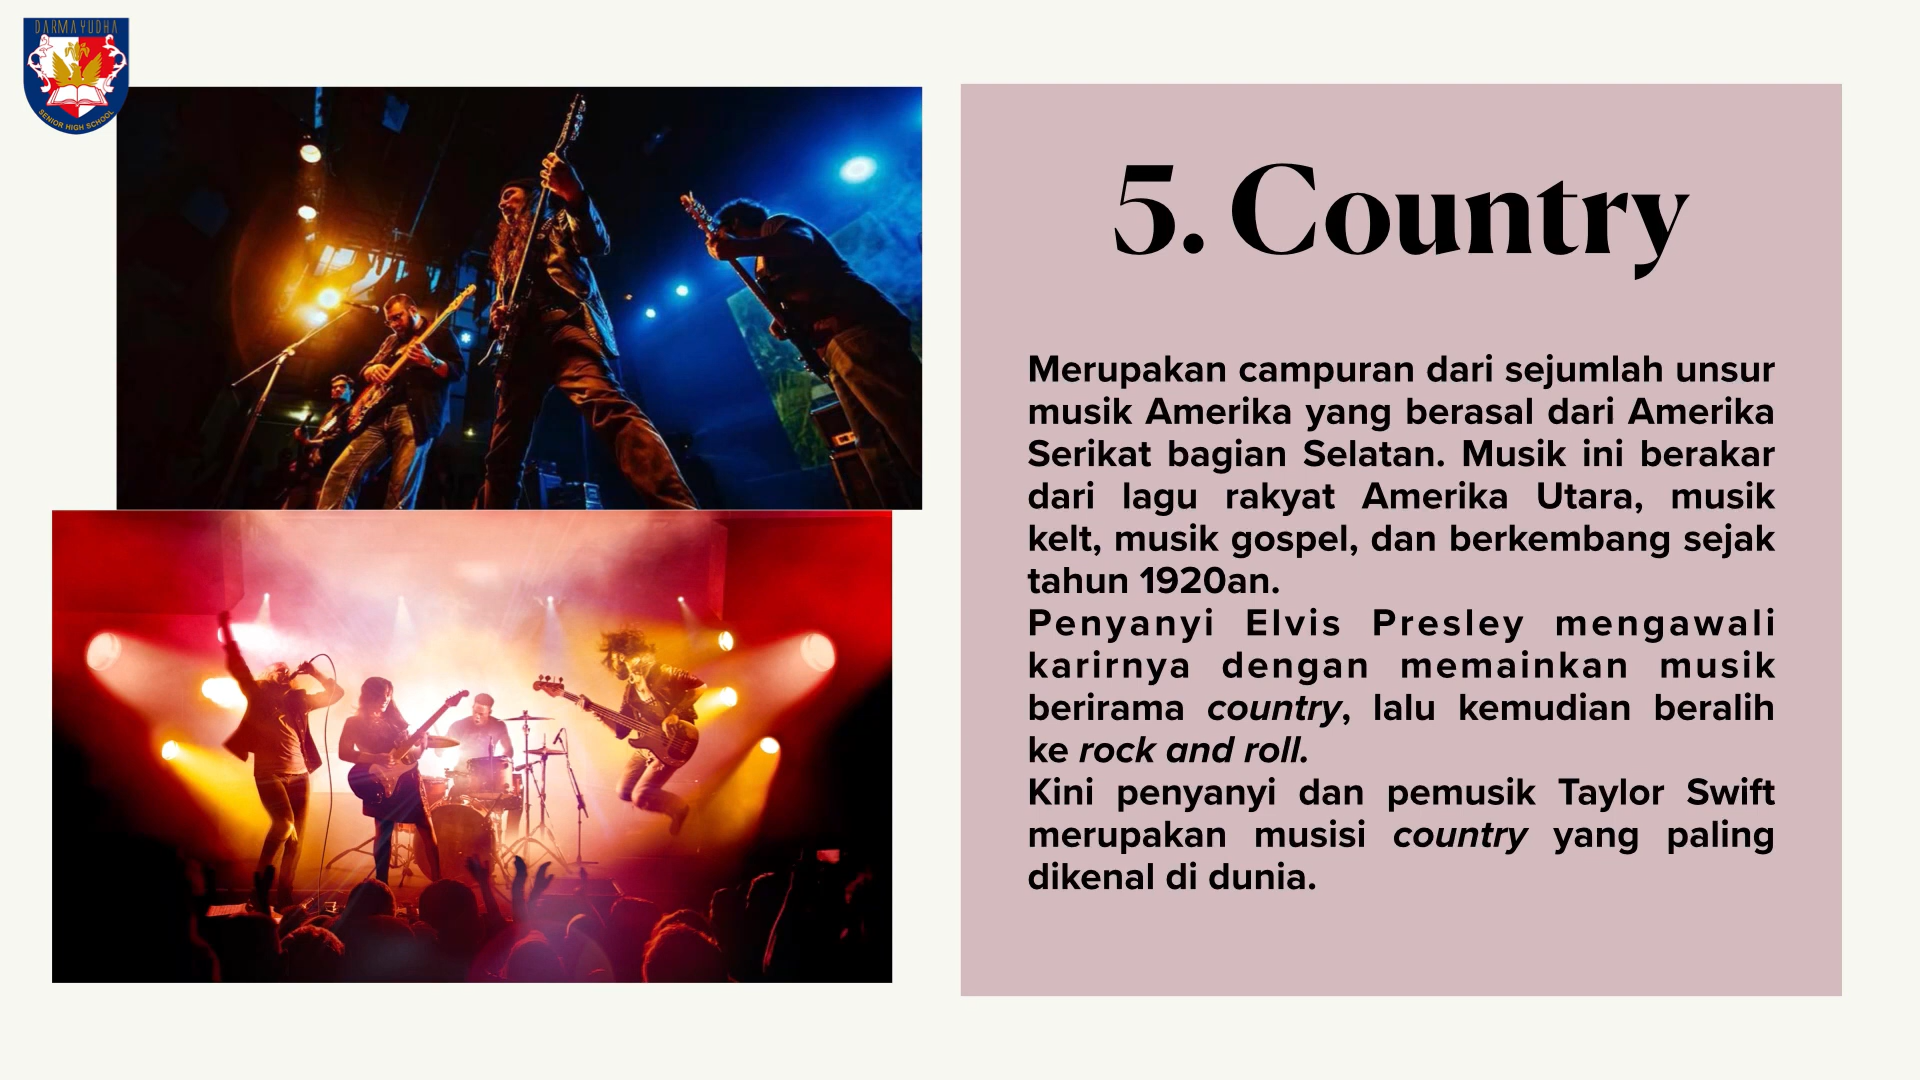 DARMAYUDHA
SENIOR HIGH SCHOOL
5. Country
Merupakan campuran dari sejumlah unsur
musik Amerika yang berasal dari Amerika
Serikat bagian Selatan. Musik ini berakar
dari lagu rakyat Amerika Utara, musik
kelt, musik gospel, dan berkembang sejak
tahun 1920an.
Penyanyi Elvis Presley mengawali
karirnya dengan memainkan musik
berirama country, lalu kemudian beralih
ke rock and roll.
Kini penyanyi dan pemusik Taylor Swift
merupakan musisi country yang paling
dikenal di dunia.